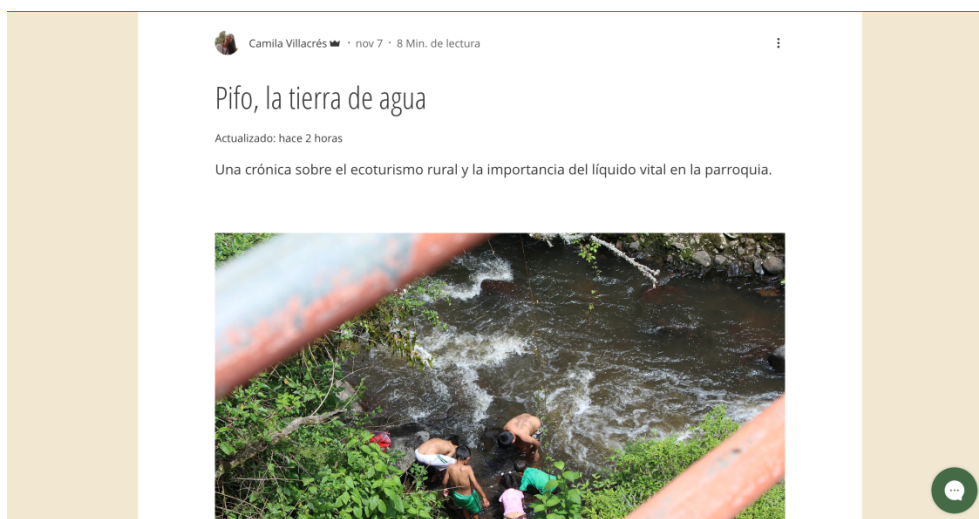 Camila Villacrés · nov 7 · 8 Min. de lectura
Pifo, la tierra de agua
Actualizado: hace 2 horas
Una crónica sobre el ecoturismo rural y la importancia del líquido vital en la parroquia.